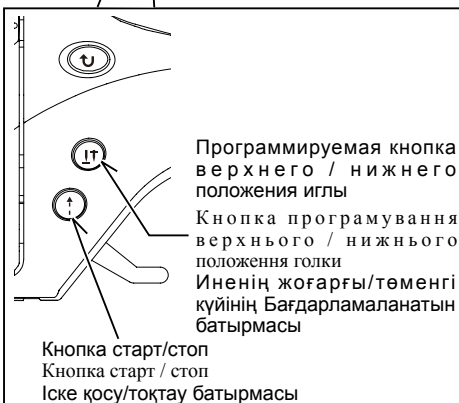 Программируемая кнопка
верхнего / нижнего
положения иглы
Кнопка програмування
верхнього / нижнього
положення голки
Иненің жоғарғы/төменгі
күйінің Бағдарламаланатын
батырмасы
Кнопка старт/стоп
Кнопка старт / стоп
Іске қосу/тоқтау батырмасы